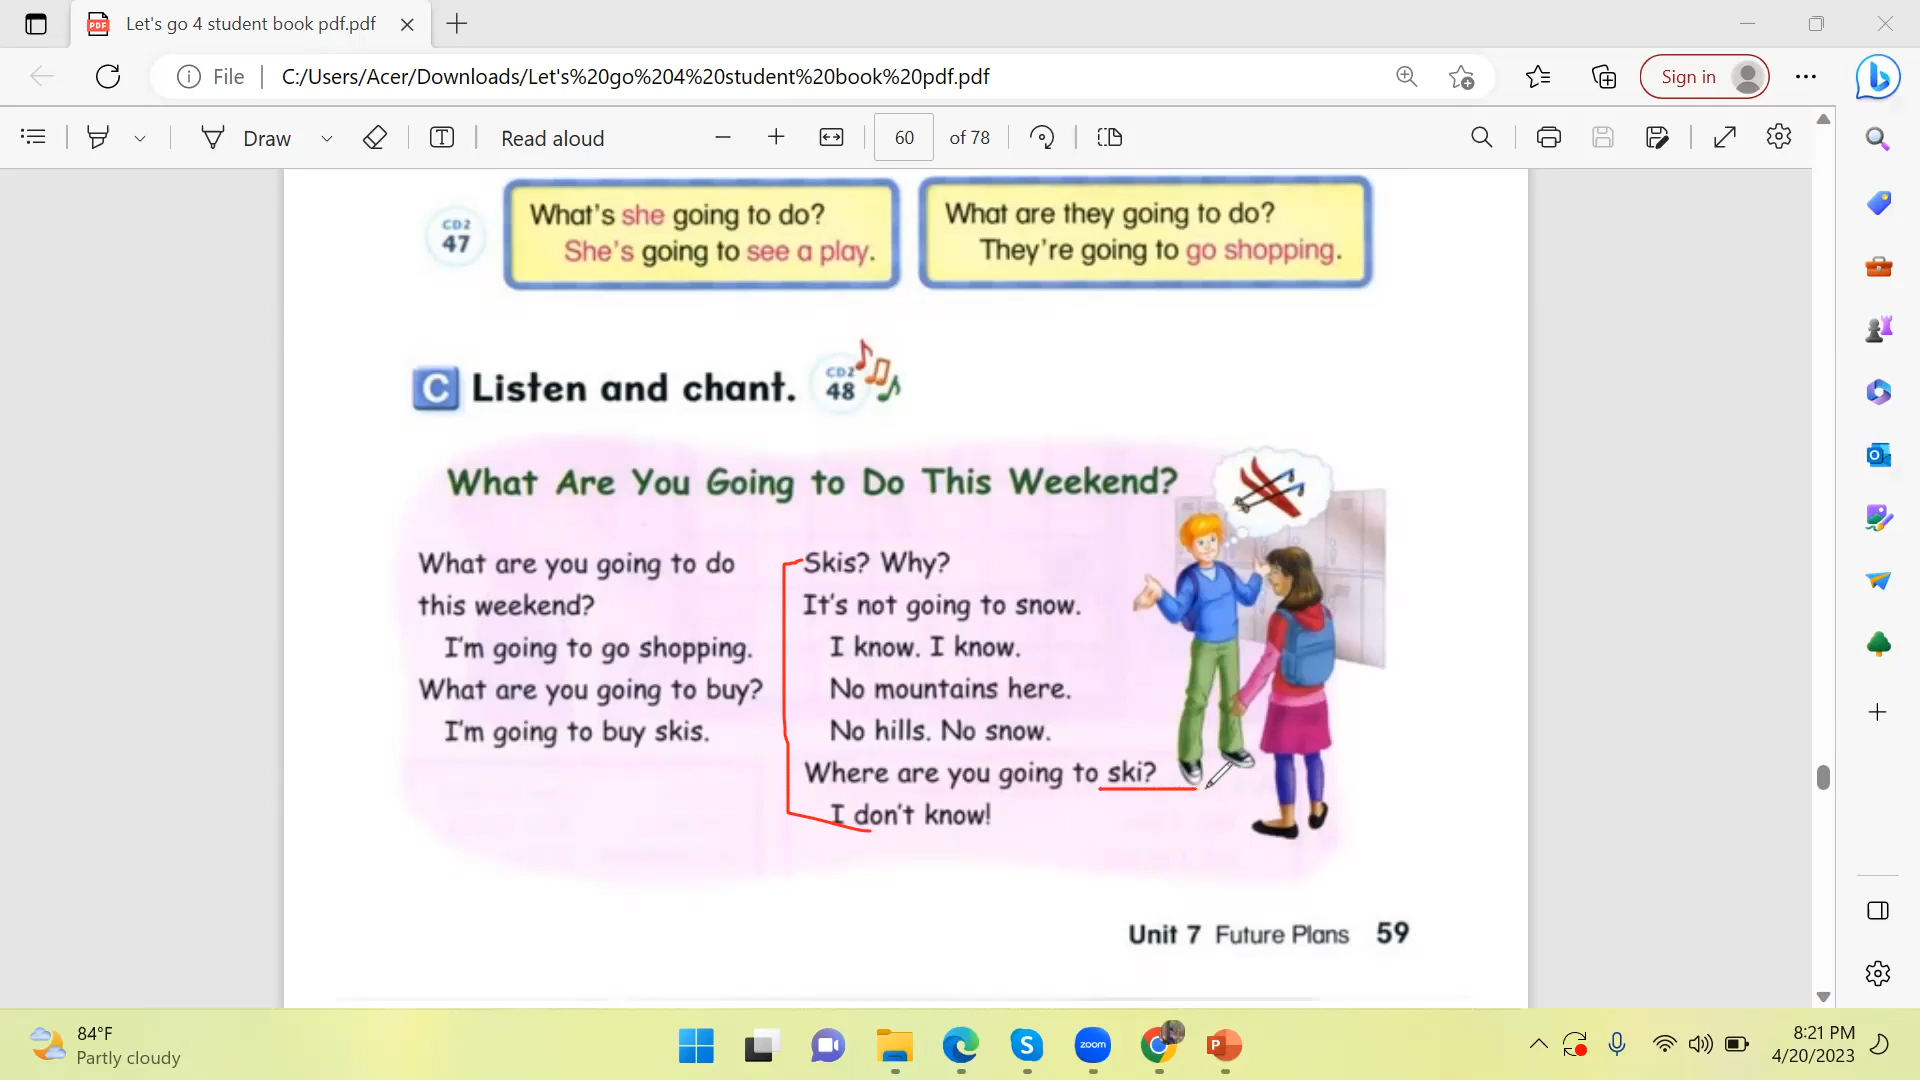 Let's go 4 student book pdf.pdf
File
C:/Users/Acer/Downloads/Let's%20go%204%20student%20book%20pdf.pdf
Sign in
Draw
Read aloud
60
of 78
CD2
47
What's she going to do?
She's going to see a play.
What are they going to do?
They're going to go shopping.
C Listen and chant.
CD2
48
What Are You Going to Do This Weekend?
What are you going to do
this weekend?
I'm going to go shopping.
What are you going to buy?
I'm going to buy skis.
Skis? Why?
It's not going to snow.
I know. I know.
No mountains here.
No hills. No snow.
Where are you going to ski?
I don't know!
Unit 7 Future Plans 59
84°F
Partly cloudy
zoom
8:21 PM
4/20/2023